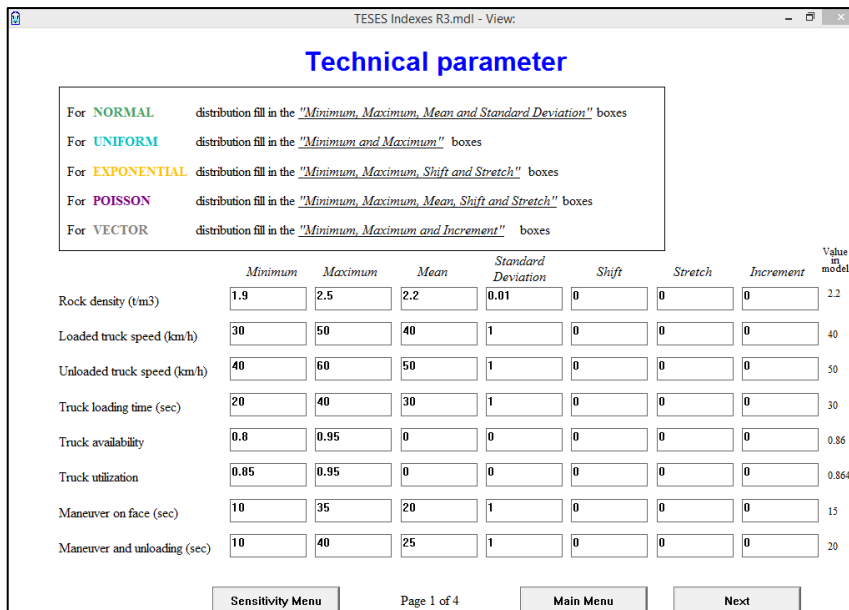 TESES Indexes R3.mdl - View:
Technical parameter
For NORMAL distribution fill in the "Minimum, Maximum, Mean and Standard Deviation" boxes
For UNIFORM distribution fill in the "Minimum and Maximum" boxes
For EXPONENTIAL distribution fill in the "Minimum, Maximum, Shift and Stretch" boxes
For POISSON distribution fill in the "Minimum, Maximum, Mean, Shift and Stretch" boxes
For VECTOR distribution fill in the "Minimum, Maximum and Increment" boxes
Minimum Maximum Mean Standard Deviation Shift Stretch Increment Value in model
Rock density (t/m3) 1.9 2.5 2.2 0.01 0 0 0 2.2
Loaded truck speed (km/h) 30 50 40 1 0 0 0 40
Unloaded truck speed (km/h) 40 60 50 1 0 0 0 50
Truck loading time (sec) 20 40 30 1 0 0 0 30
Truck availability 0.8 0.95 0 0 0 0 0 0.86
Truck utilization 0.85 0.95 0 0 0 0 0 0.864
Maneuver on face (sec) 10 35 20 1 0 0 0 15
Maneuver and unloading (sec) 10 40 25 1 0 0 0 20
Sensitivity Menu Page 1 of 4 Main Menu Next